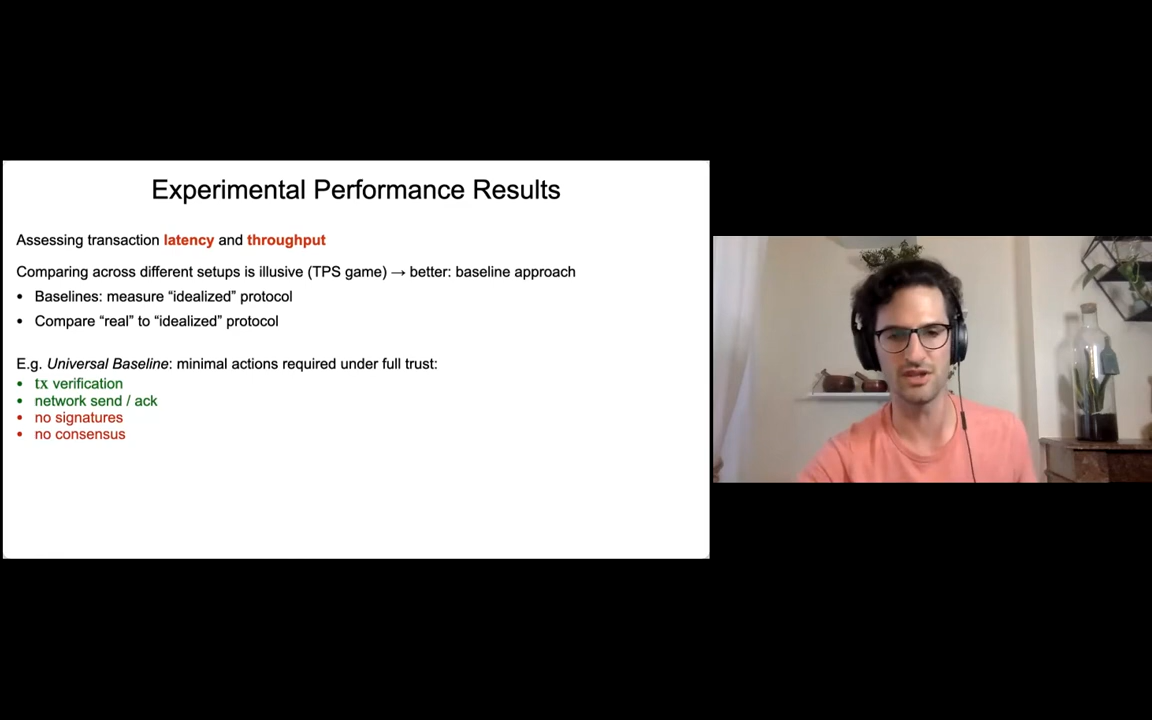 Experimental Performance Results
Assessing transaction latency and throughput
Comparing across different setups is illusive (TPS game) → better: baseline approach
• Baselines: measure “idealized” protocol
• Compare “real” to “idealized” protocol
E.g. Universal Baseline: minimal actions required under full trust:
• tx verification
• network send / ack
• no signatures
• no consensus